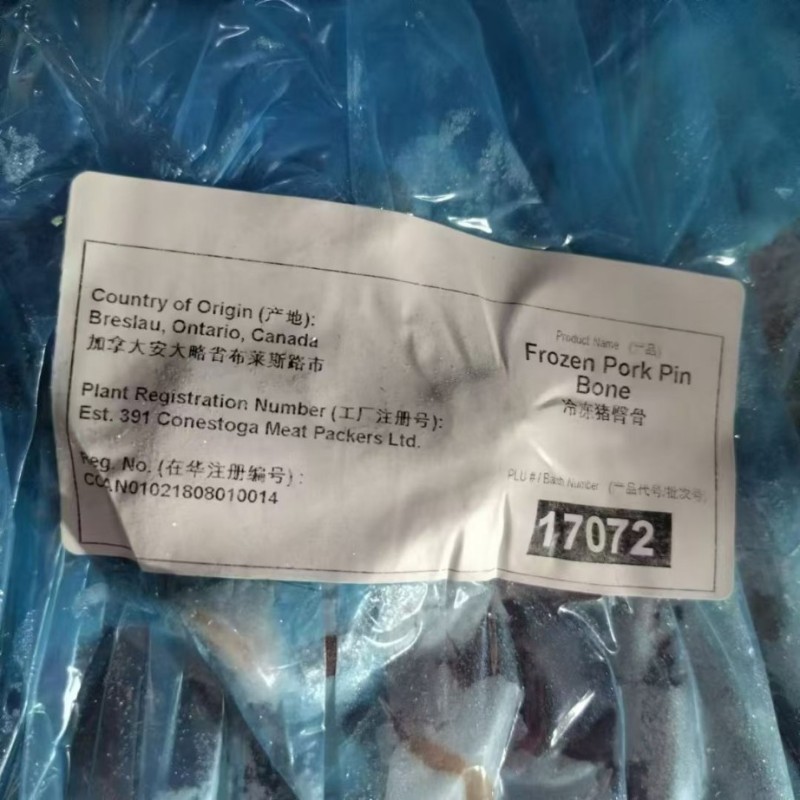 Country of Origin (产地):
Breslau, Ontario, Canada
加拿大安大略省布莱斯路市
Plant Registration Number (工厂注册号):
Est. 391 Conestoga Meat Packers Ltd.
Reg. No. (在华注册编号):
CCAN01021808010014
Product Name (产品)
Frozen Pork Pin
Bone
冷冻猪臀骨
PLU # / Batch Number (产品代号/批次号)
17072